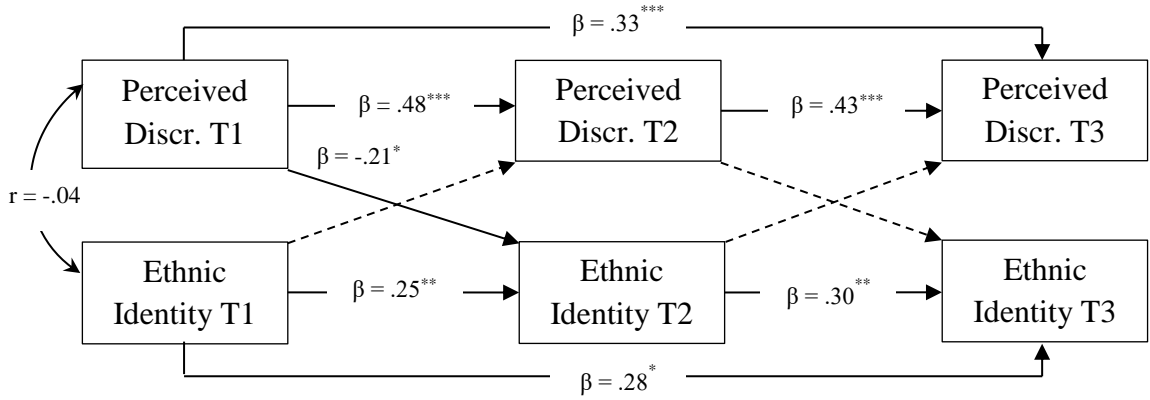 β = .33***
Perceived
Discr. T1
β = .48***
Perceived
Discr. T2
β = .43***
Perceived
Discr. T3
β = -.21*
r = -.04
Ethnic
Identity T1
β = .25**
Ethnic
Identity T2
β = .30**
Ethnic
Identity T3
β = .28*